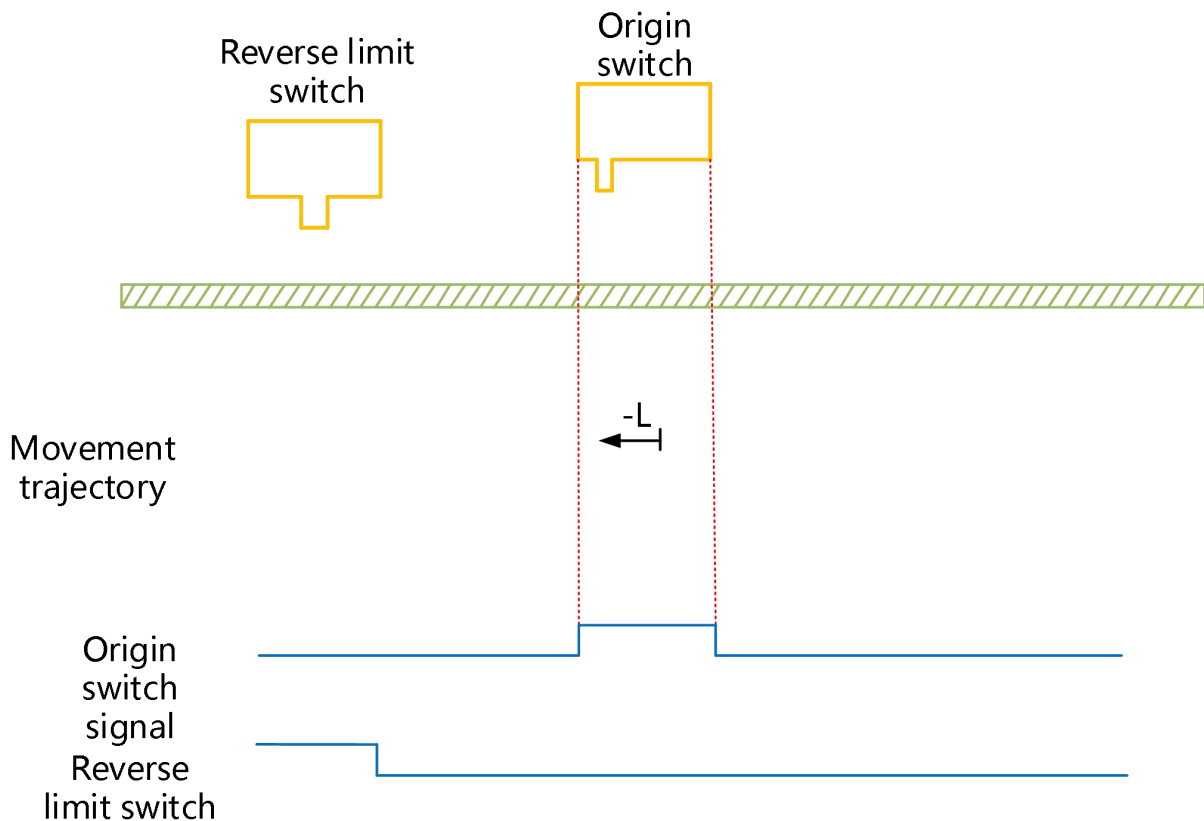 Reverse limit
switch
Origin
switch
-L
Movement
trajectory
Origin
switch
signal
Reverse
limit switch